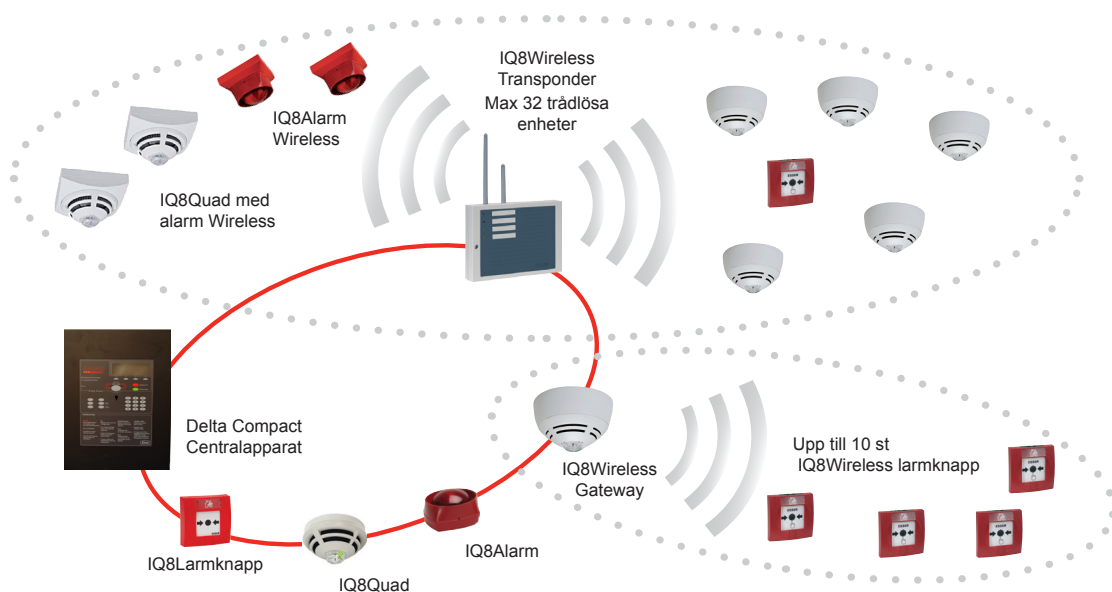 IQ8Wireless
Transponder
Max 32 trådlösa
enheter
IQ8Alarm
Wireless
IQ8Quad med
alarm Wireless
Delta Compact
Centralapparat
IQ8Wireless
Gateway
Upp till 10 st
IQ8Wireless larmknapp
IQ8Larmknapp
IQ8Quad
IQ8Alarm